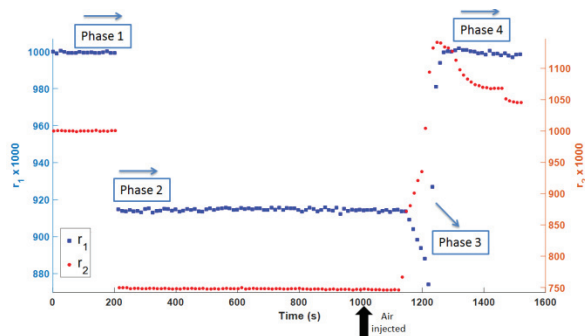 Phase 1
Phase 4
Phase 2
Phase 3
1000
980
960
940
920
900
880
r₁ x 1000
1100
1050
1000
950
900
850
800
750
r₂ x 1000
r₁
r₂
0
200
400
600
800
1000
1200
1400
1600
Time (s)
Air
injected